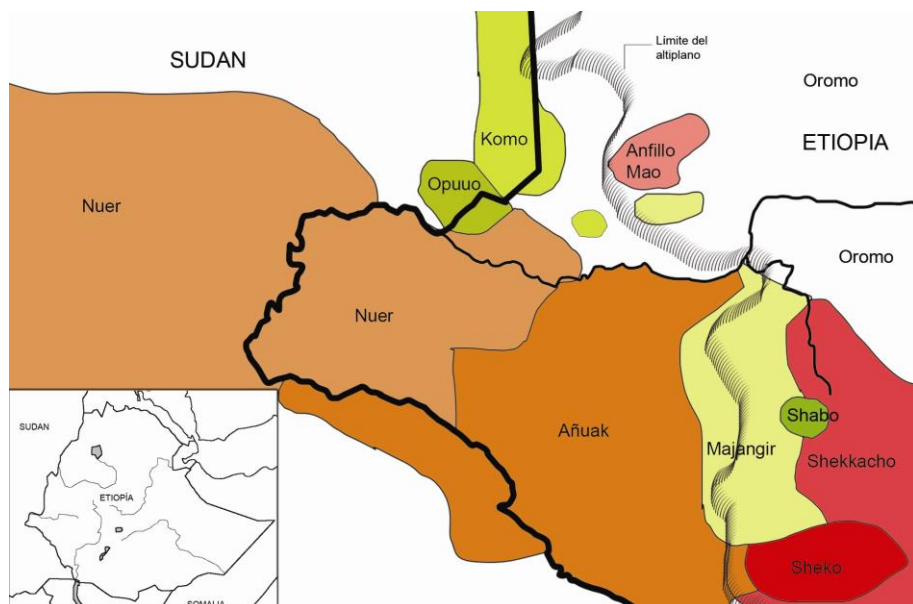 SUDAN
Límite del
altiplano
Oromo
Komo
Anfillo
Mao
ETIOPIA
Opuuo
Nuer
Oromo
Nuer
Shabo
Añuak
Majangir
Shekkacho
Sheko
SUDAN
ETIOPÍA
SOMALIA